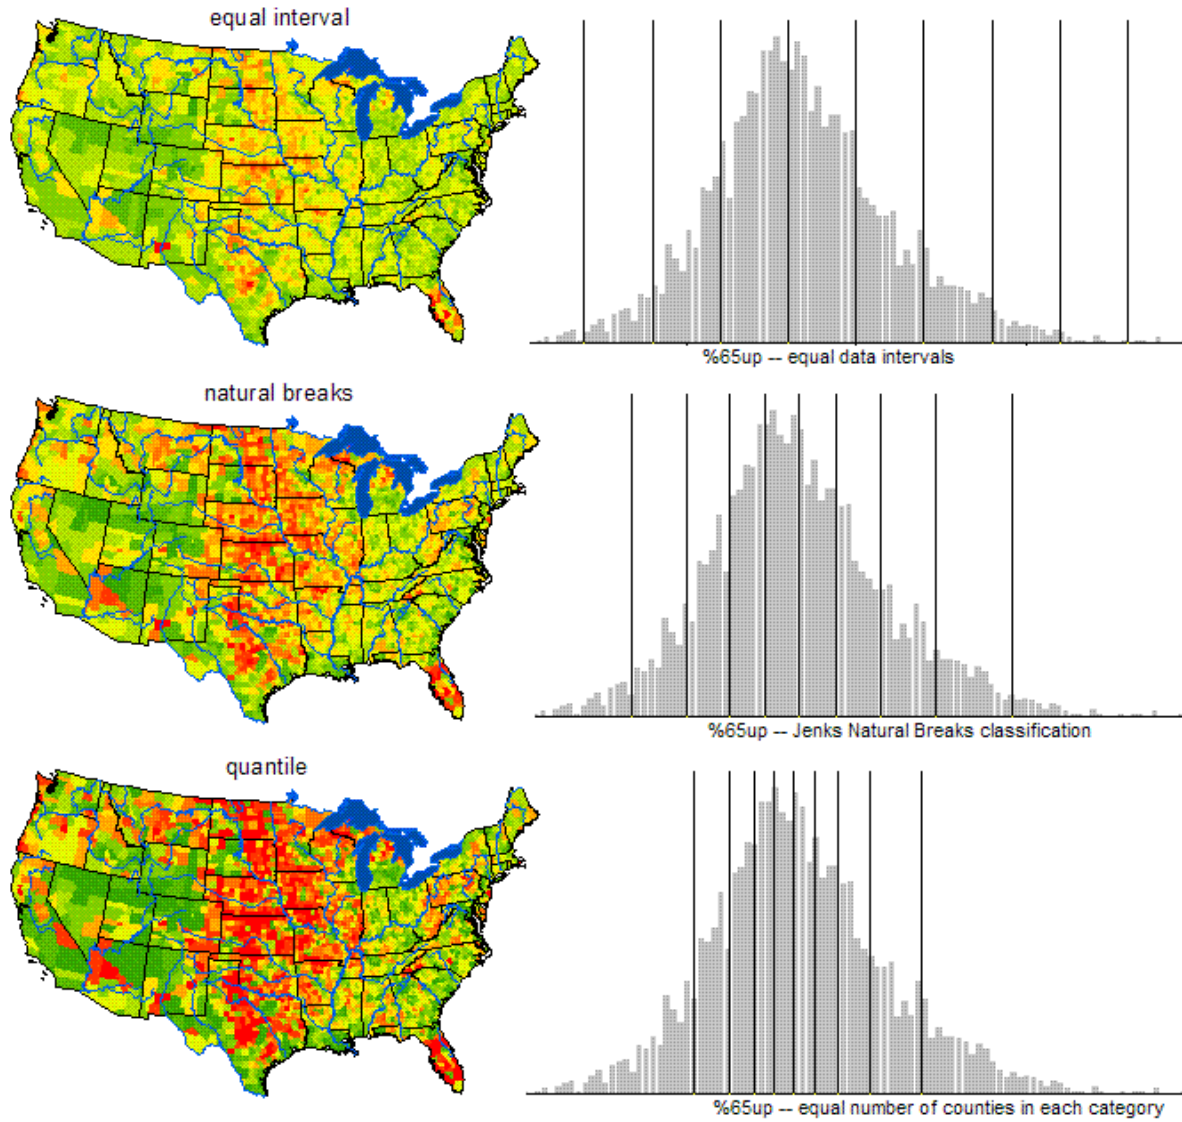 equal interval
%65up -- equal data intervals
natural breaks
%65up -- Jenks Natural Breaks classification
quantile
%65up -- equal number of counties in each category